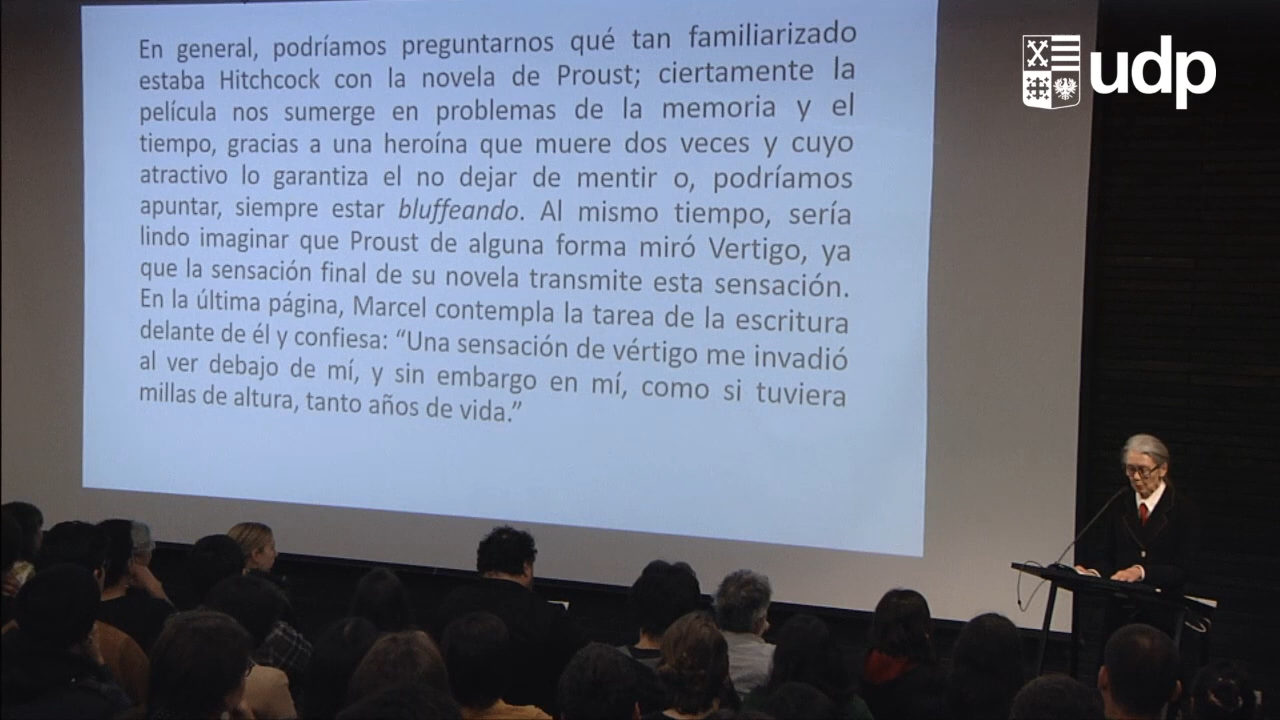 En general, podríamos preguntarnos qué tan familiarizado
estaba Hitchcock con la novela de Proust; ciertamente la
película nos sumerge en problemas de la memoria y el
tiempo, gracias a una heroína que muere dos veces y cuyo
atractivo lo garantiza el no dejar de mentir o, podríamos
apuntar, siempre estar bluffeando. Al mismo tiempo, sería
lindo imaginar que Proust de alguna forma miró Vertigo, ya
que la sensación final de su novela transmite esta sensación.
En la última página, Marcel contempla la tarea de la escritura
delante de él y confiesa: “Una sensación de vértigo me invadió
al ver debajo de mí, y sin embargo en mí, como si tuviera
millas de altura, tanto años de vida.”
udp